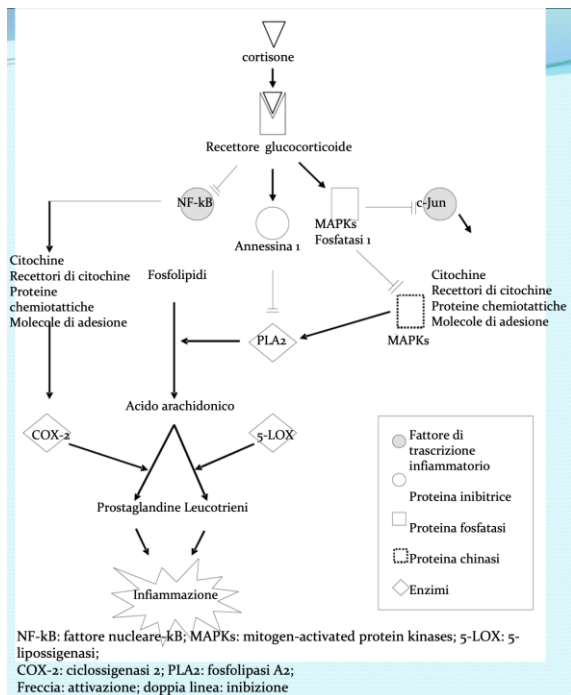 cortisone
Recettore glucocorticoide
NF-kB
Annessina 1
MAPKs
Fosfatasi 1
c-Jun
Citochine
Recettori di citochine
Proteine
chemiotattiche
Molecole di adesione
Fosfolipidi
Citochine
Recettori di citochine
Proteine chemiotattiche
Molecole di adesione
PLA2
MAPKs
Acido arachidonico
COX-2
5-LOX
Prostaglandine Leucotrieni
Infiammazione
Fattore di
trascrizione
infiammatorio
Proteina inibitrice
Proteina fosfatasi
Proteina chinasi
Enzimi
NF-kB: fattore nucleare-kB; MAPKs: mitogen-activated protein kinases; 5-LOX: 5-
lipossigenasi;
COX-2: ciclossigenasi 2; PLA2: fosfolipasi A2;
Freccia: attivazione; doppia linea: inibizione